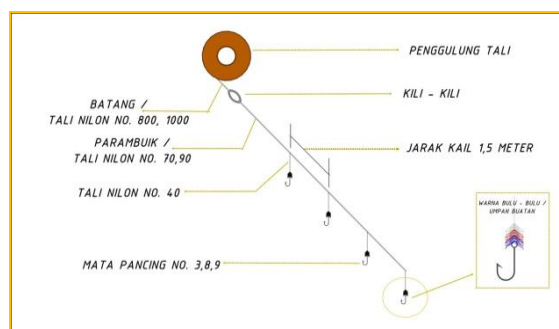 PENGGULUNG TALI
BATANG /
TALI NILON NO. 800, 1000
KILI - KILI
PARAMBUIK /
TALI NILON NO. 70,90
JARAK KAIL 1,5 METER
TALI NILON NO. 40
WARNA BULU - BULU /
UMPAN BUATAN
MATA PANCING NO. 3,8,9